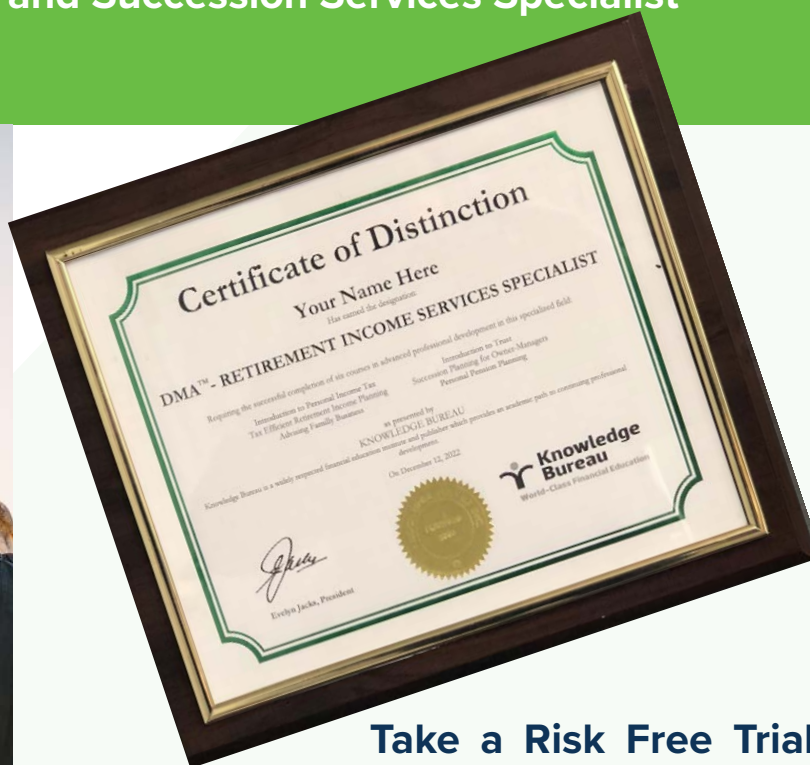 and Succession Services Specialist
Certificate of Distinction
Your Name Here
Has earned the designation:
DMA™- RETIREMENT INCOME SERVICES SPECIALIST
Requiring the successful completion of six courses in advanced professional development in this specialized field:
Introduction to Personal Income Tax
Tax Efficient Retirement Income Planning
Advising Family Business
Introduction to Trust
Succession Planning for Owner-Managers
Personal Pension Planning
as presented by
KNOWLEDGE BUREAU
Knowledge Bureau is a widely respected financial education institute and publisher which provides an academic path to continuing professional
development.
On December 12, 2022
Knowledge
Bureau
World-Class Financial Education
Evelyn Jacks, President
Take a Risk Free Trial